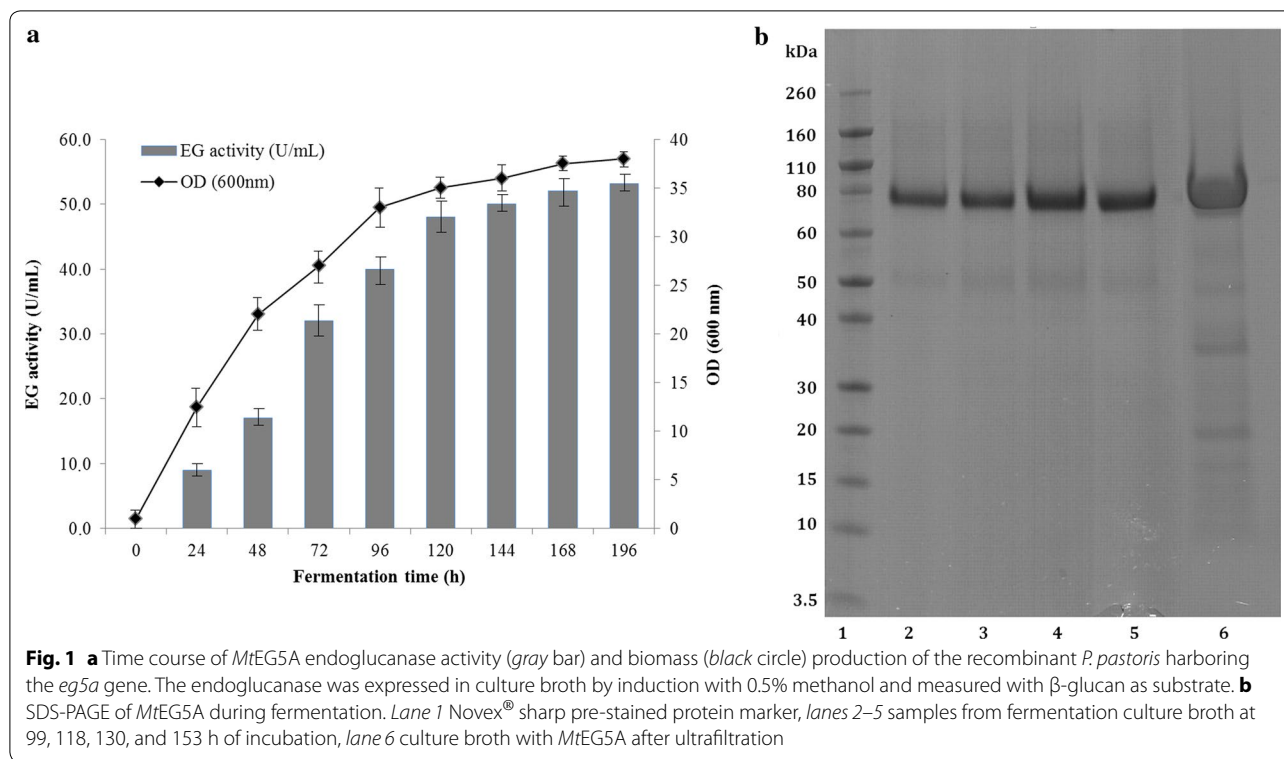 a
EG activity (U/mL)
OD (600nm)
60.0
50.0
40.0
30.0
20.0
10.0
0.0
EG activity (U/mL)
40
35
30
25
20
15
10
5
0
OD (600 nm)
0 24 48 72 96 120 144 168 196
Fermentation time (h)
b
kDa
260
160
110
80
60
50
40
30
20
15
10
3.5
1 2 3 4 5 6
Fig. 1 a Time course of MtEG5A endoglucanase activity (gray bar) and biomass (black circle) production of the recombinant P. pastoris harboring
the eg5a gene. The endoglucanase was expressed in culture broth by induction with 0.5% methanol and measured with β-glucan as substrate. b
SDS-PAGE of MtEG5A during fermentation. Lane 1 Novex® sharp pre-stained protein marker, lanes 2–5 samples from fermentation culture broth at
99, 118, 130, and 153 h of incubation, lane 6 culture broth with MtEG5A after ultrafiltration